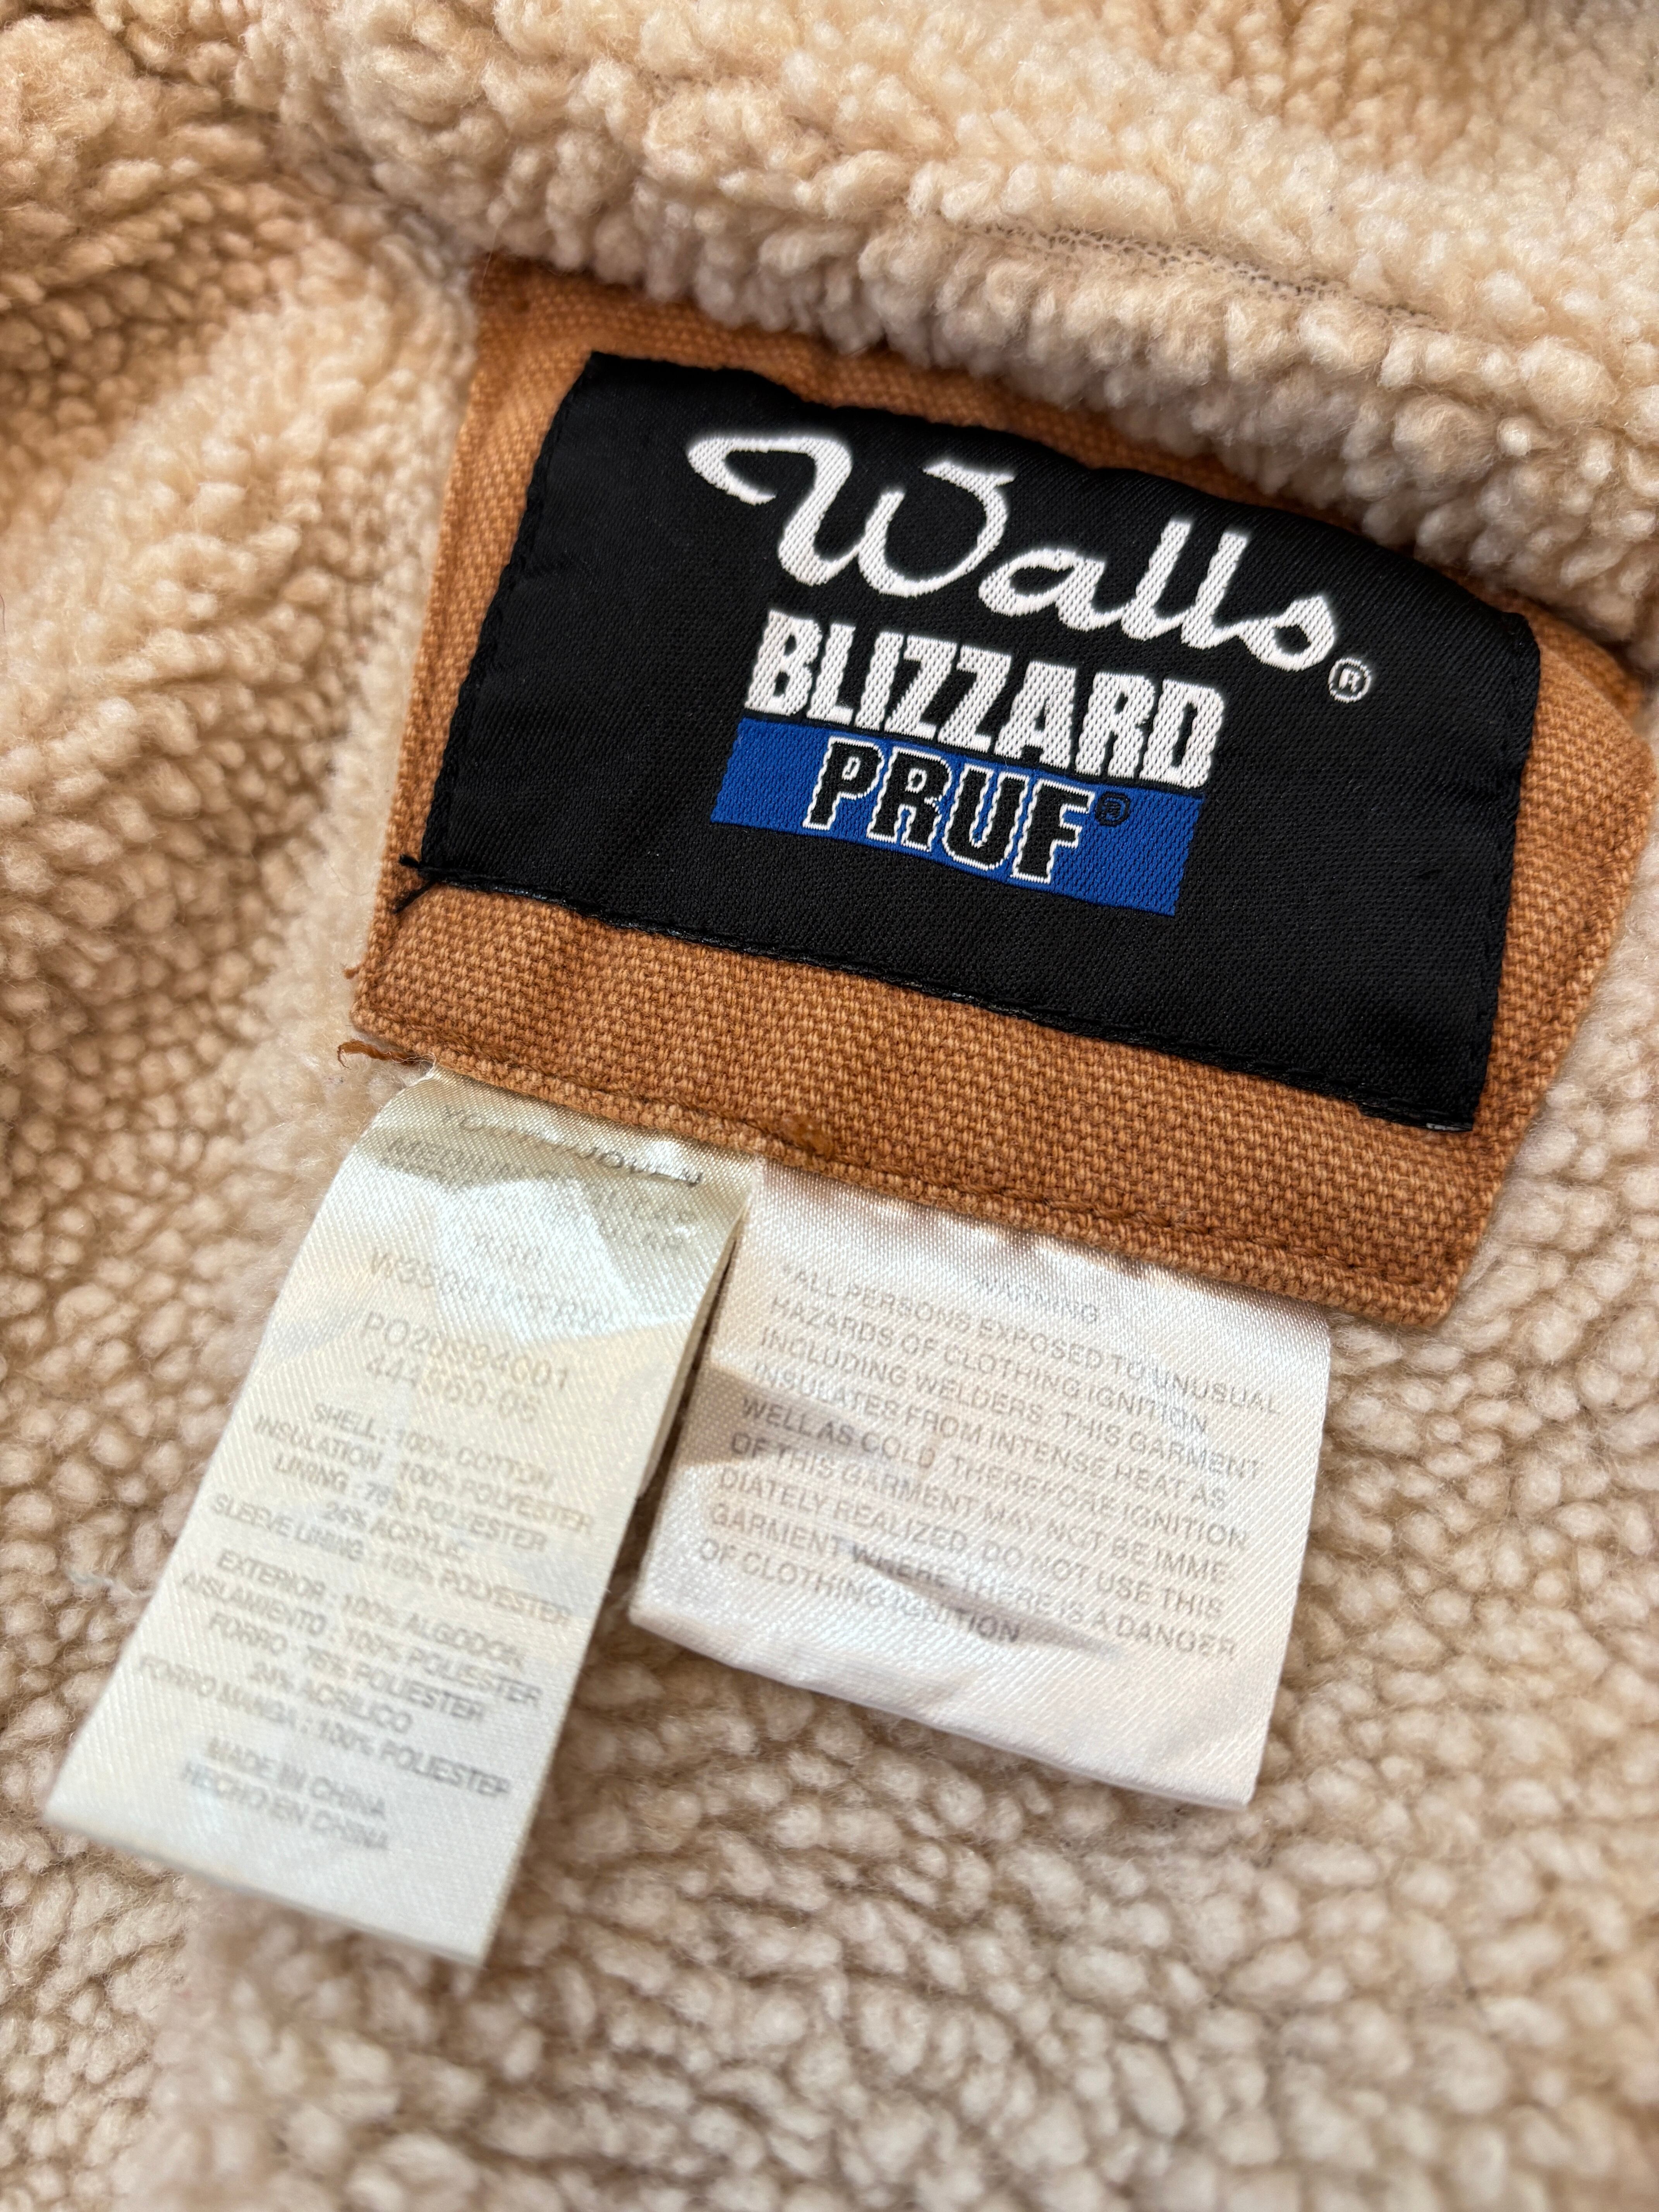 Walls®
BLIZZARD
PRUF®
MEDIUM
PO20894001
444360-05
SHELL : 100% COTTON
INSULATION : 100% POLYESTER
LINING : 76% POLYESTER
24% ACRYLIC
SLEEVE LINING : 100% POLYESTER
EXTERIOR : 100% ALGODON
AISLAMIENTO : 100% POLIESTER
FORRO : 76% POLIESTER
24% ACRILICO
FORRO MANGA : 100% POLIESTER
MADE IN CHINA
HECHO EN CHINA
WARNING
"ALL PERSONS EXPOSED TO UNUSUAL
HAZARDS OF CLOTHING IGNITION
INCLUDING WELDERS: THIS GARMENT
INSULATES FROM INTENSE HEAT AS
WELL AS COLD. THEREFORE IGNITION
OF THIS GARMENT MAY NOT BE IMME-
DIATELY REALIZED. DO NOT USE THIS
GARMENT WHERE THERE IS A DANGER
OF CLOTHING IGNITION